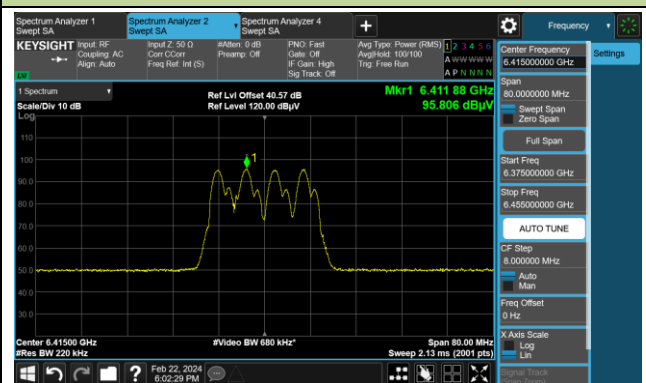 Spectrum Analyzer 1
Swept SA
Spectrum Analyzer 2
Swept SA
Spectrum Analyzer 4
Swept SA
Frequency
KEYSIGHT
Input: RF
Coupling: AC
Align: Auto
Input Z: 50 Ω
Corr CCorr
Freq Ref: Int (S)
#Atten: 0 dB
Preamp: Off
PNO: Fast
Gate: Off
IF Gain: High
Sig Track: Off
Avg Type: Power (RMS)
Avg|Hold: 100/100
Trig: Free Run
1 2 3 4 5 6
A W W W W W
A P N N N N
1 Spectrum
Scale/Div 10 dB
Log
Ref Lvl Offset 40.57 dB
Ref Level 120.00 dBµV
Mkr1 6.411 88 GHz
95.806 dBµV
110
100
90.0
80.0
70.0
60.0
50.0
40.0
30.0
1
Center 6.41500 GHz
#Res BW 220 kHz
#Video BW 680 kHz*
Span 80.00 MHz
Sweep 2.13 ms (2001 pts)
Feb 22, 2024
6:02:29 PM
Center Frequency
6.415000000 GHz
Span
80.0000000 MHz
Swept Span
Zero Span
Full Span
Start Freq
6.375000000 GHz
Stop Freq
6.455000000 GHz
AUTO TUNE
CF Step
8.000000 MHz
Auto
Man
Freq Offset
0 Hz
X Axis Scale
Log
Lin
Signal Track
Settings